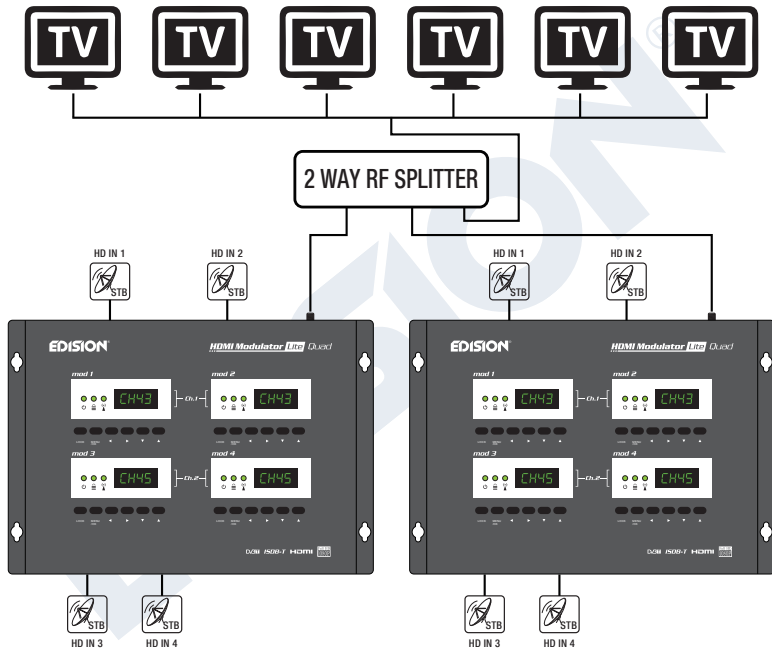 TV TV TV TV TV TV
2 WAY RF SPLITTER
HD IN 1
STB
HD IN 2
STB
HD IN 1
STB
HD IN 2
STB
EDISION
HDMI Modulator Lite Quad
mod 1
CH43
Ch.1
mod 2
CH43
mod 3
CH45
Ch.2
mod 4
CH45
DVB-T ISDB-T HDMI
EDISION
HDMI Modulator Lite Quad
mod 1
CH43
Ch.1
mod 2
CH43
mod 3
CH45
Ch.2
mod 4
CH45
DVB-T ISDB-T HDMI
STB
HD IN 3
STB
HD IN 4
STB
HD IN 3
STB
HD IN 4
EDISION®